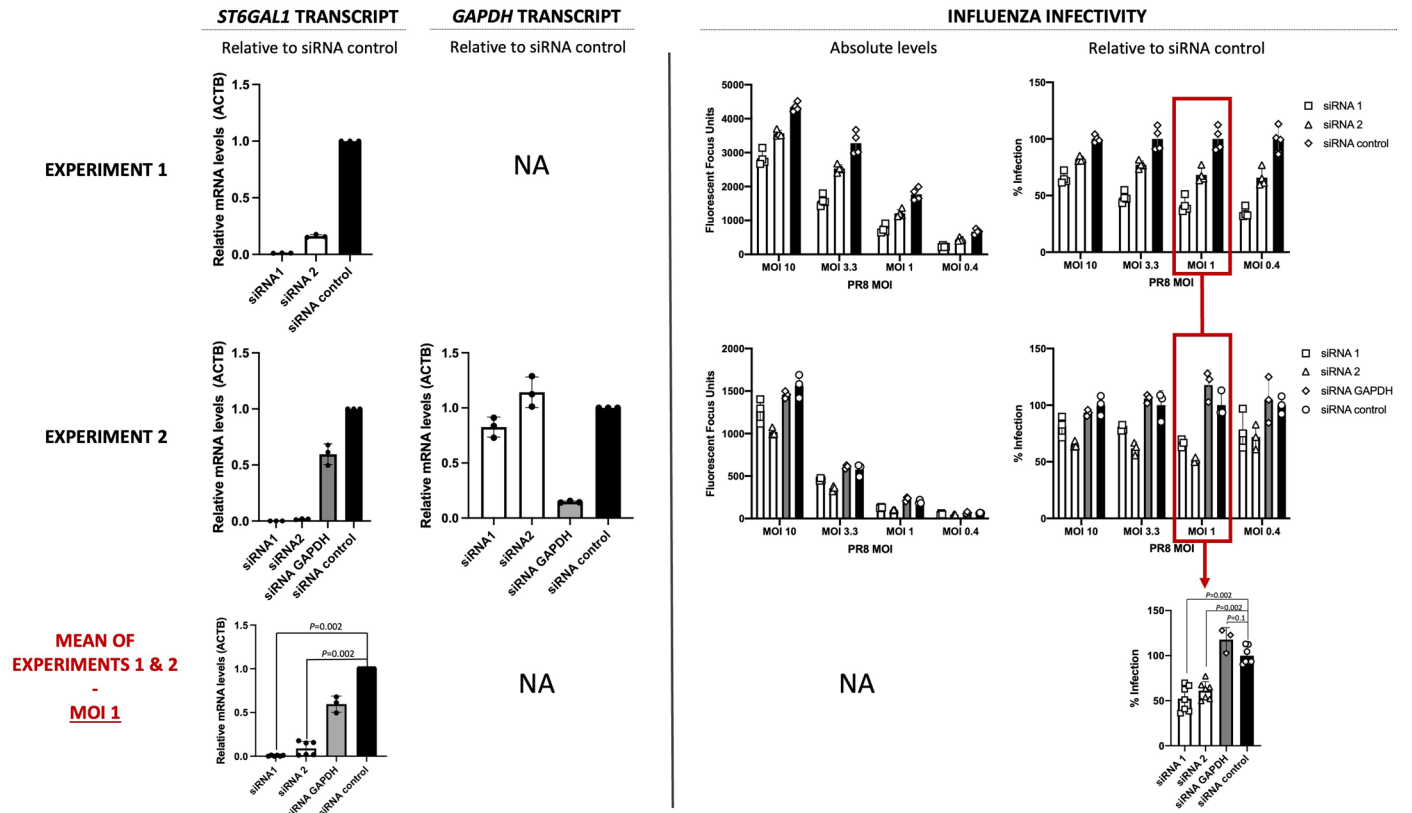 ST6GAL1 TRANSCRIPT
GAPDH TRANSCRIPT
INFLUENZA INFECTIVITY
Relative to siRNA control
Relative to siRNA control
Absolute levels
Relative to siRNA control
EXPERIMENT 1
Relative mRNA levels (ACTB)
1.5
1.0
0.5
0.0
siRNA1
siRNA 2
siRNA control
NA
Fluorescent Focus Units
5000
4000
3000
2000
1000
0
MOI 10
MOI 3.3
MOI 1
MOI 0.4
PR8 MOI
% Infection
150
100
50
0
MOI 10
MOI 3.3
MOI 1
MOI 0.4
PR8 MOI
siRNA 1
siRNA 2
siRNA control
EXPERIMENT 2
Relative mRNA levels (ACTB)
1.5
1.0
0.5
0.0
siRNA1
siRNA2
siRNA GAPDH
siRNA control
Relative mRNA levels (ACTB)
1.5
1.0
0.5
0.0
siRNA1
siRNA2
siRNA GAPDH
siRNA control
Fluorescent Focus Units
2000
1500
1000
500
0
MOI 10
MOI 3.3
MOI 1
MOI 0.4
PR8 MOI
% Infection
150
100
50
0
MOI 10
MOI 3.3
MOI 1
MOI 0.4
PR8 MOI
siRNA 1
siRNA 2
siRNA GAPDH
siRNA control
MEAN OF
EXPERIMENTS 1 & 2
-
MOI 1
Relative mRNA levels (ACTB)
1.5
1.0
0.5
0.0
P=0.002
P=0.002
siRNA1
siRNA 2
siRNA GAPDH
siRNA control
NA
NA
% Infection
150
100
50
0
P=0.002
P=0.002
P=0.1
siRNA 1
siRNA 2
siRNA GAPDH
siRNA control